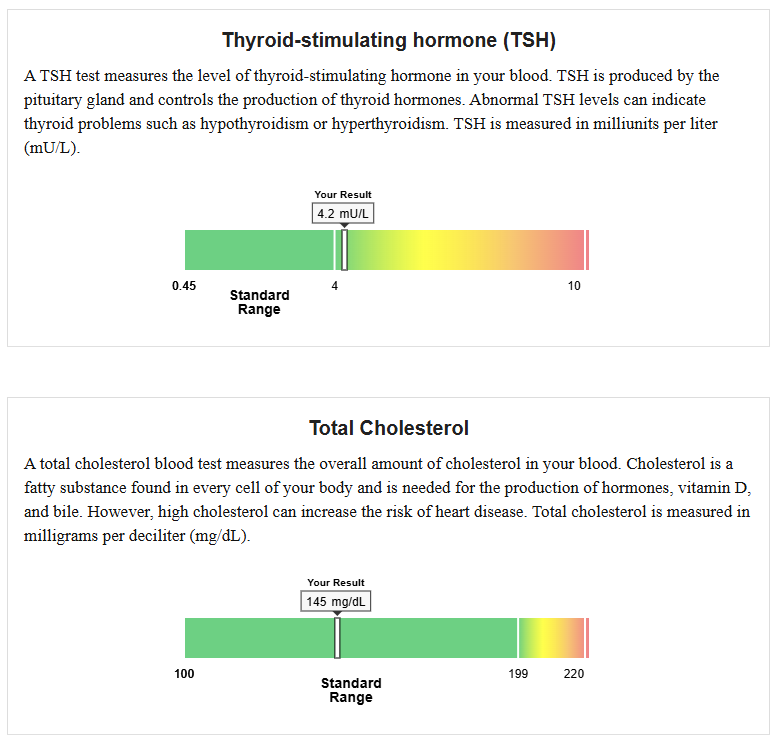 Thyroid-stimulating hormone (TSH)
A TSH test measures the level of thyroid-stimulating hormone in your blood. TSH is produced by the
pituitary gland and controls the production of thyroid hormones. Abnormal TSH levels can indicate
thyroid problems such as hypothyroidism or hyperthyroidism. TSH is measured in milliunits per liter
(mU/L).
Your Result
4.2 mU/L
0.45 4 10
Standard
Range
Total Cholesterol
A total cholesterol blood test measures the overall amount of cholesterol in your blood. Cholesterol is a
fatty substance found in every cell of your body and is needed for the production of hormones, vitamin D,
and bile. However, high cholesterol can increase the risk of heart disease. Total cholesterol is measured in
milligrams per deciliter (mg/dL).
Your Result
145 mg/dL
100 199 220
Standard
Range